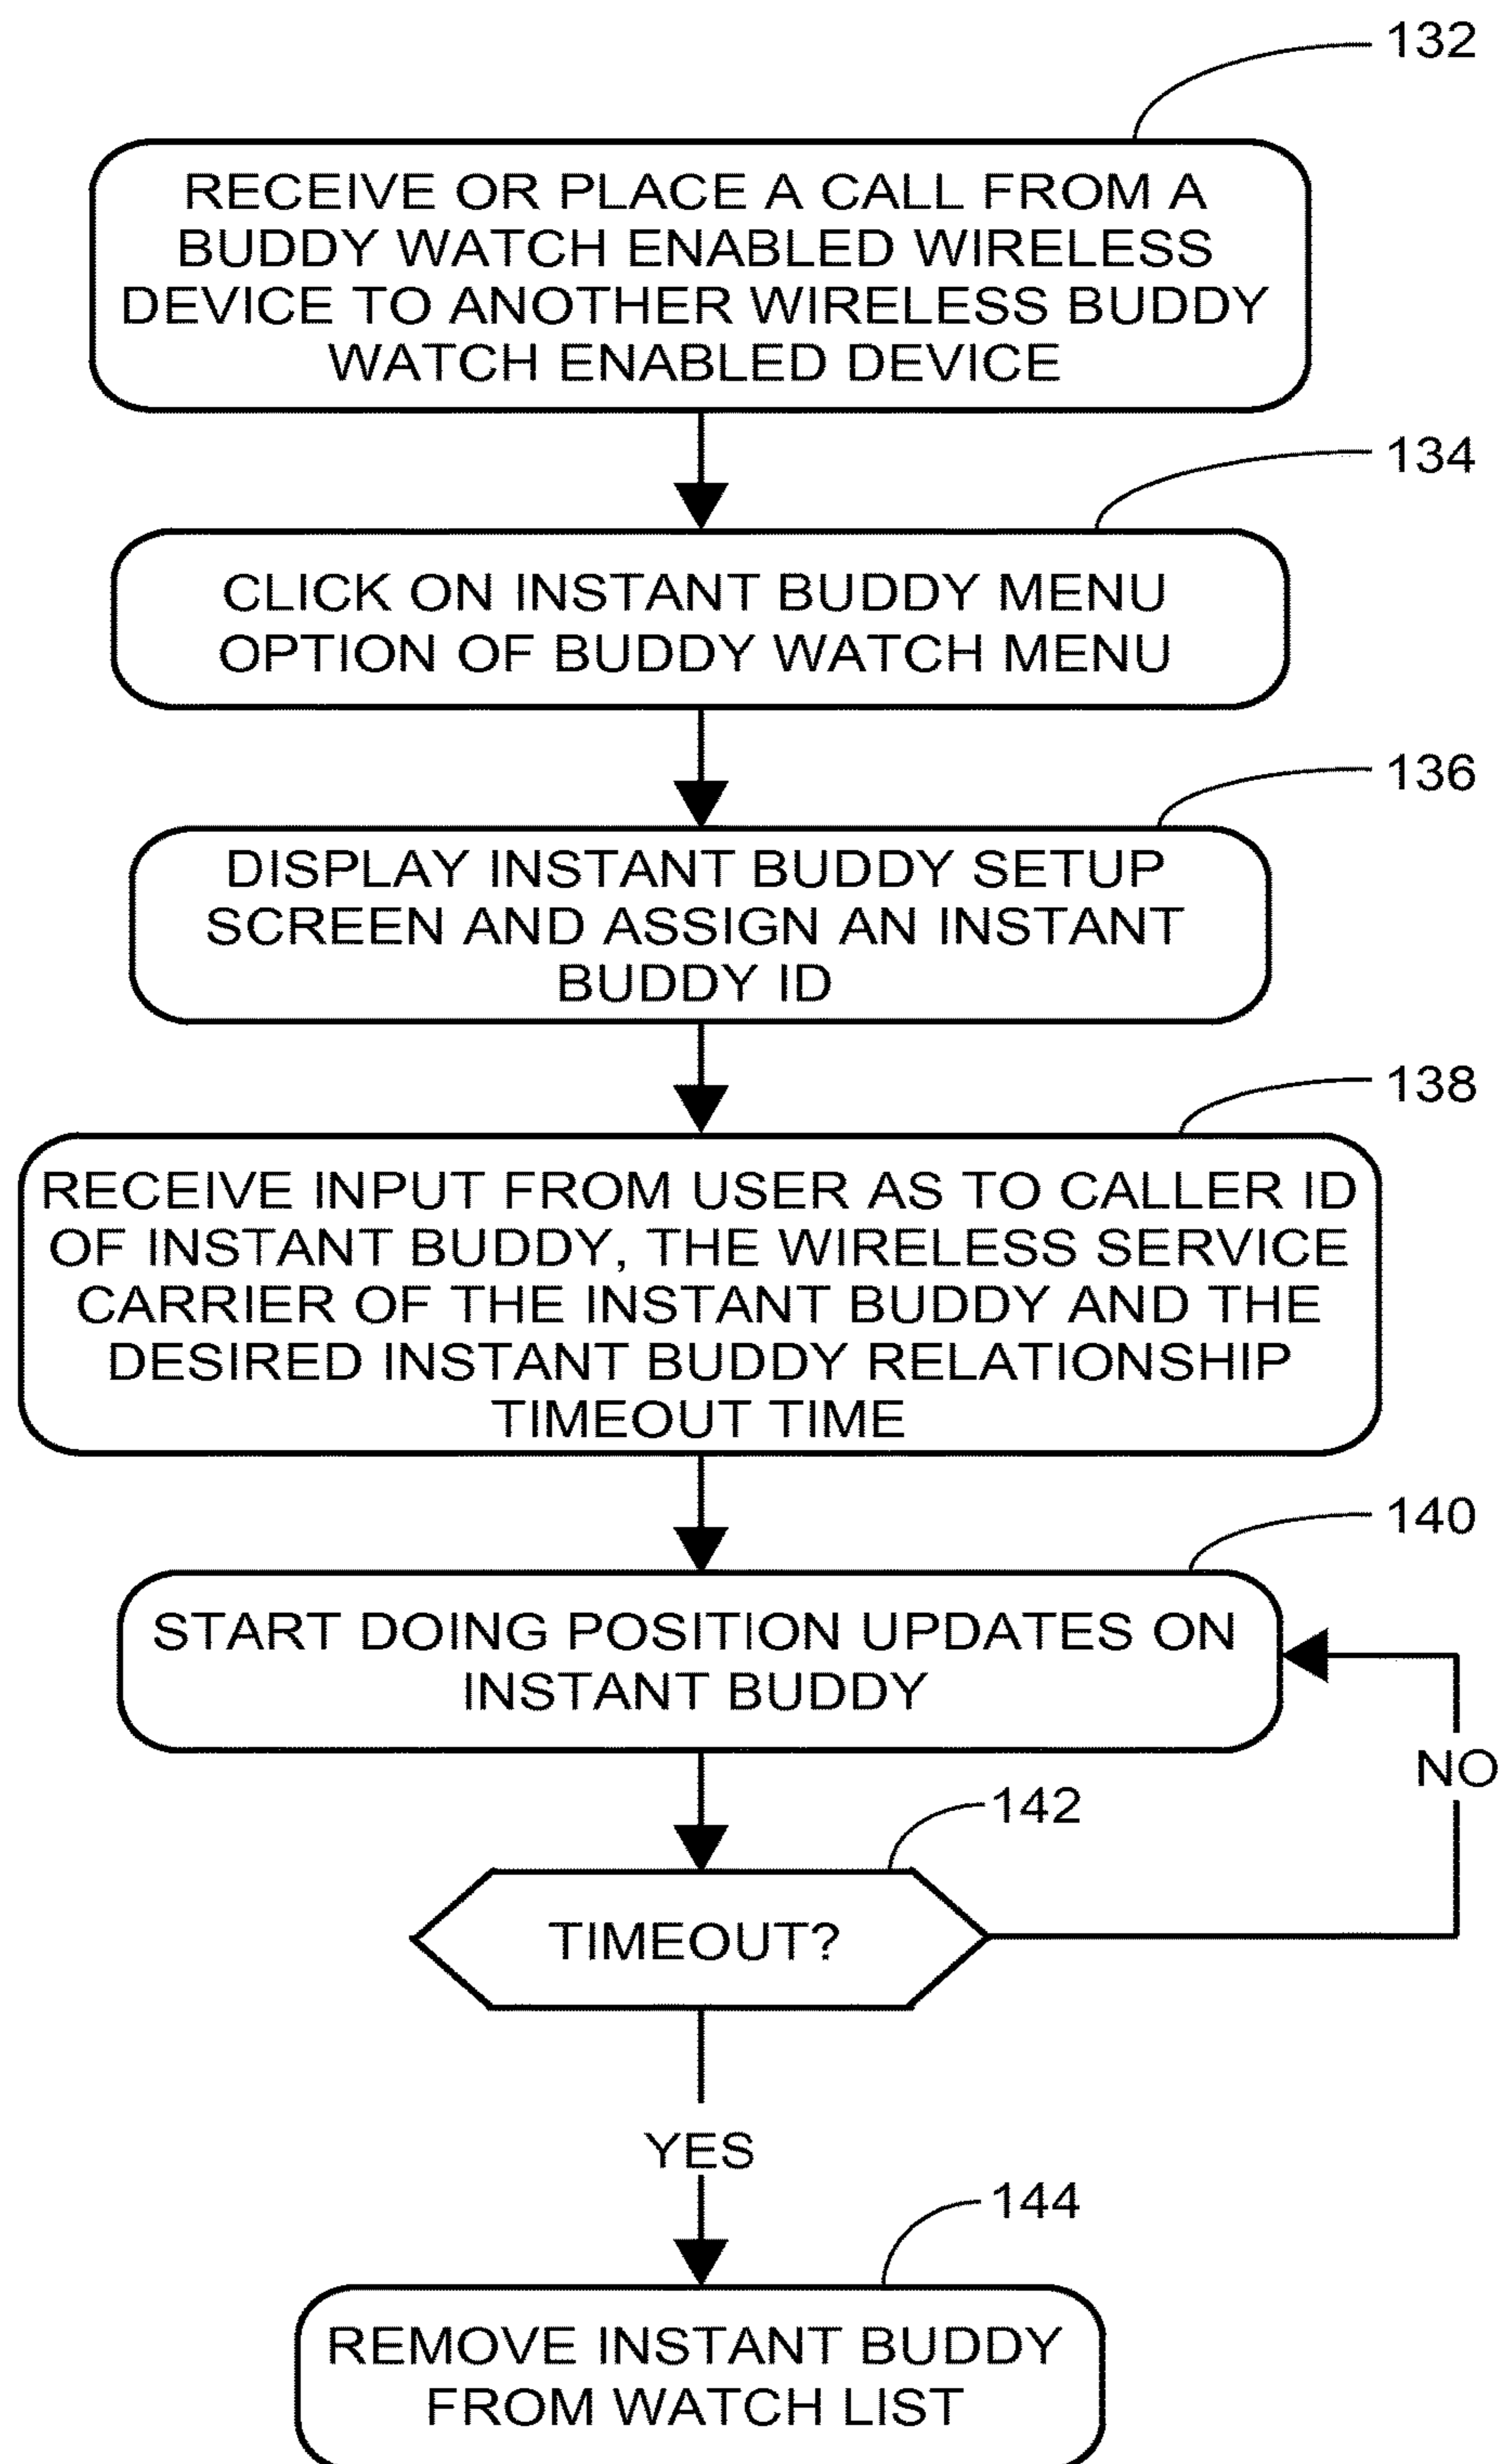 132
RECEIVE OR PLACE A CALL FROM A
BUDDY WATCH ENABLED WIRELESS
DEVICE TO ANOTHER WIRELESS BUDDY
WATCH ENABLED DEVICE
134
CLICK ON INSTANT BUDDY MENU
OPTION OF BUDDY WATCH MENU
136
DISPLAY INSTANT BUDDY SETUP
SCREEN AND ASSIGN AN INSTANT
BUDDY ID
138
RECEIVE INPUT FROM USER AS TO CALLER ID
OF INSTANT BUDDY, THE WIRELESS SERVICE
CARRIER OF THE INSTANT BUDDY AND THE
DESIRED INSTANT BUDDY RELATIONSHIP
TIMEOUT TIME
140
START DOING POSITION UPDATES ON
INSTANT BUDDY
NO
142
TIMEOUT?
YES
144
REMOVE INSTANT BUDDY
FROM WATCH LIST